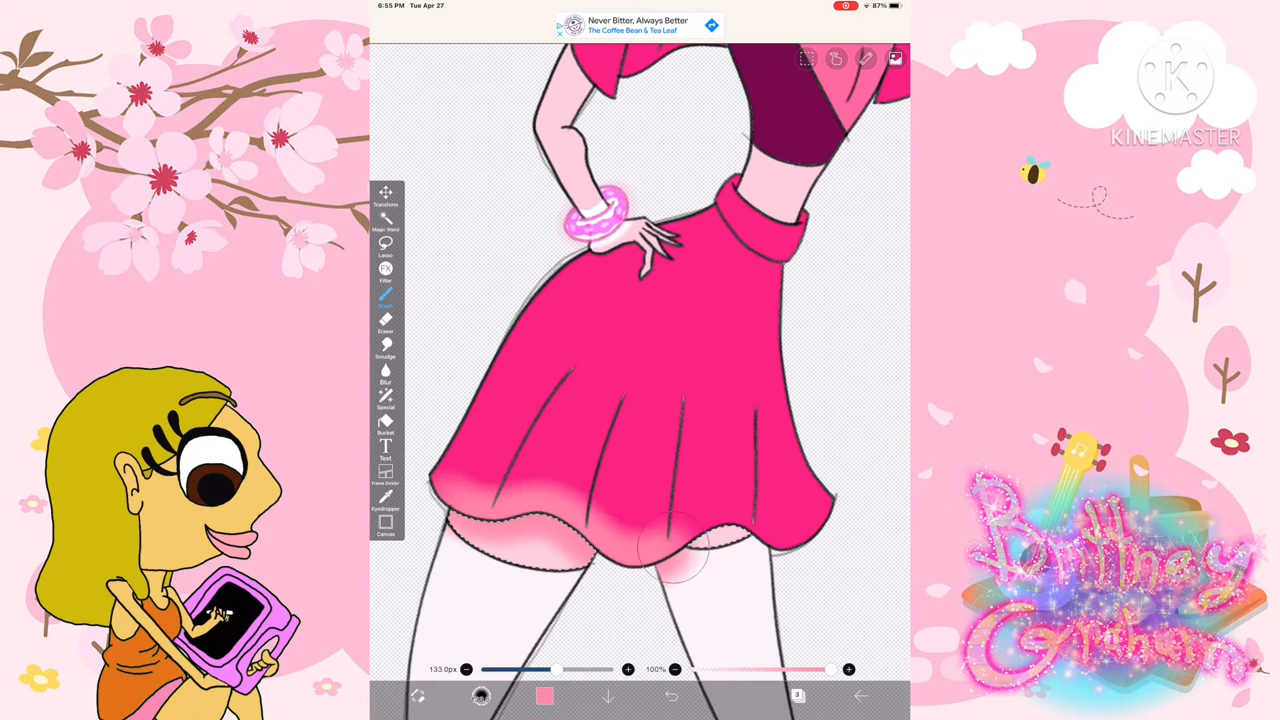 6:55 PM Tue Apr 27
87%
Never Bitter, Always Better
The Coffee Bean & Tea Leaf
K
KINEMASTER
Transform
Magic Wand
Lasso
FX
Filter
Brush
Eraser
Smudge
Blur
Special
Bucket
T
Text
Frame Divider
Eyedropper
Canvas
133.0px
100%
3
Brittney
Graham